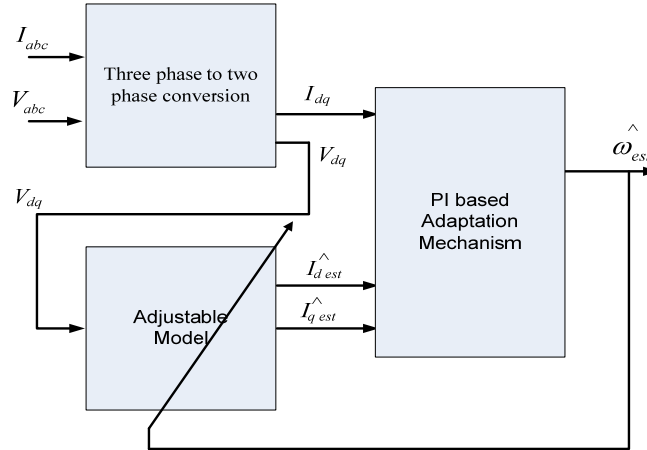 I_abc
V_abc
Three phase to two
phase conversion
I_dq
V_dq
V_dq
PI based
Adaptation
Mechanism
ω̂_est
Adjustable
Model
Î_d est
Î_q est